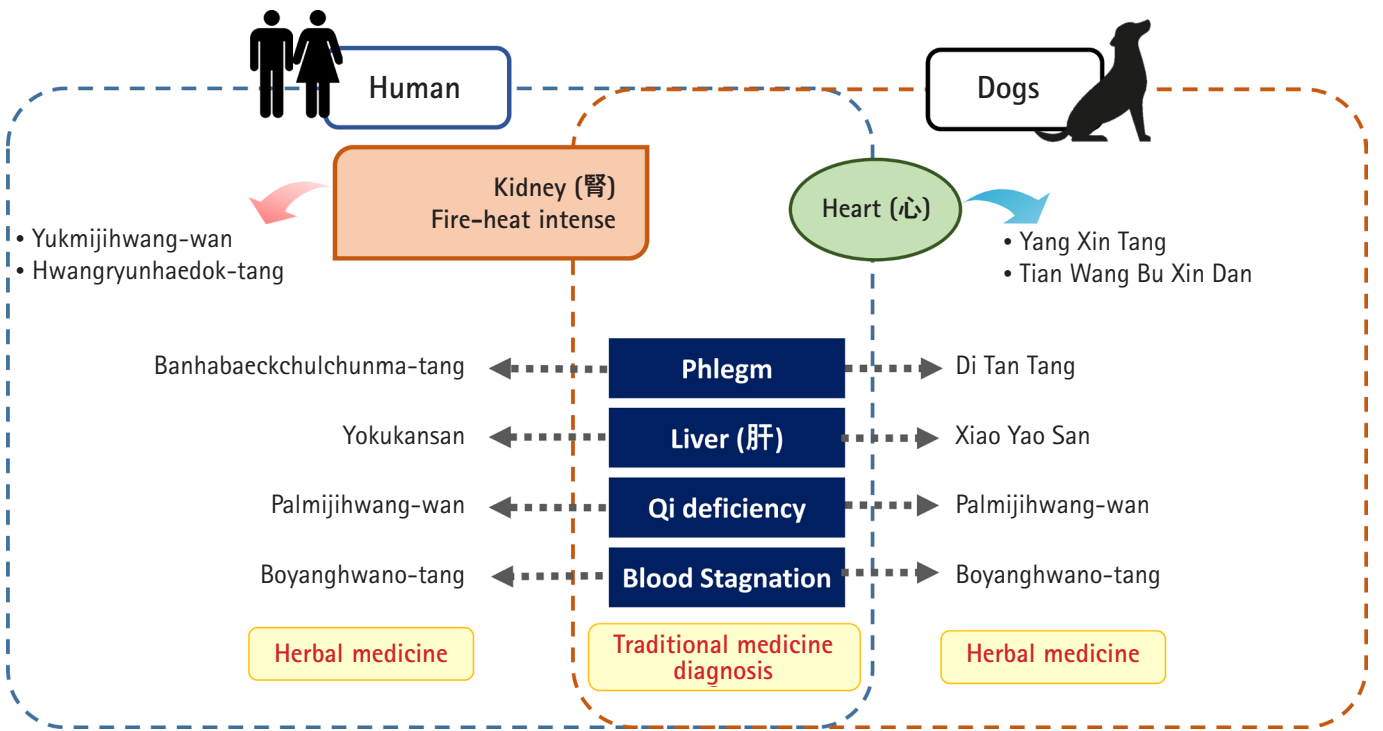 Human
Dogs
Kidney (腎)
Fire-heat intense
Heart (心)
• Yukmijihwang-wan
• Hwangryunhaedok-tang
• Yang Xin Tang
• Tian Wang Bu Xin Dan
Banhabaeckchulchunma-tang
Phlegm
Di Tan Tang
Yokukansan
Liver (肝)
Xiao Yao San
Palmijihwang-wan
Qi deficiency
Palmijihwang-wan
Boyanghwano-tang
Blood Stagnation
Boyanghwano-tang
Herbal medicine
Traditional medicine
diagnosis
Herbal medicine